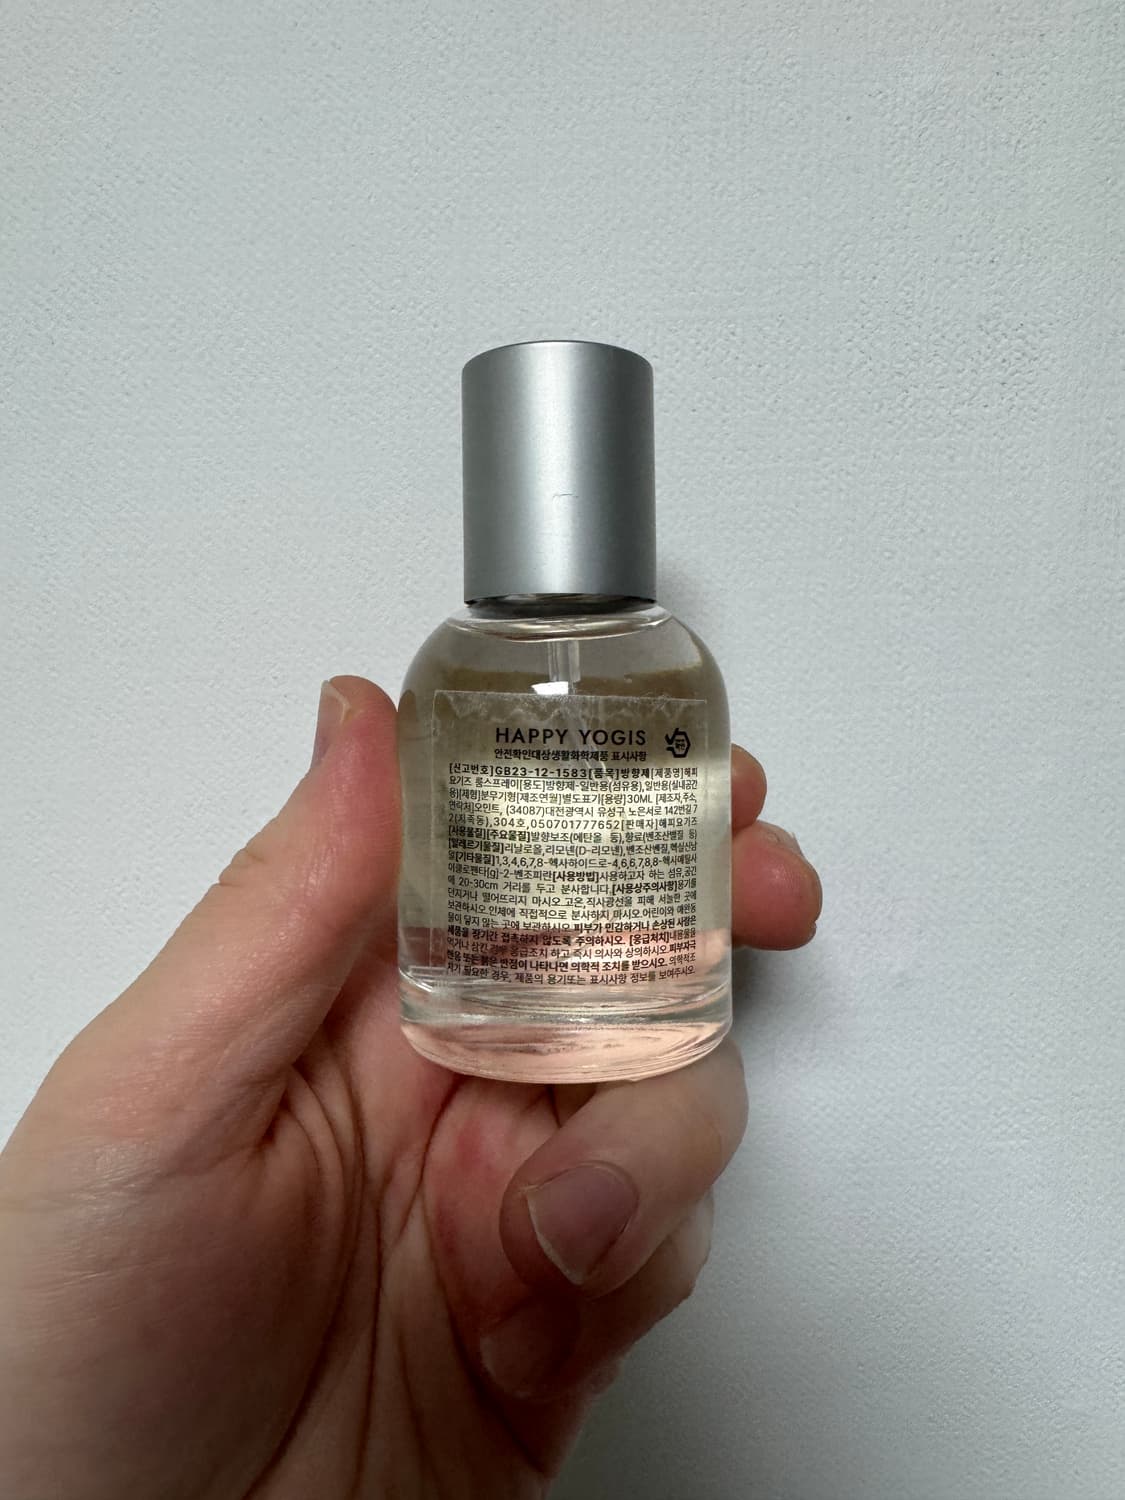 HAPPY YOGIS
안전확인대상생활화학제품 표시사항
[신고번호]GB23-12-1583[품목]방향제[제품명]해피
요기즈 룸스프레이[용도]방향제-일반용(섬유용),일반용(실내공간
용)[제형]분무기형[제조연월]별도표기[용량]30ML [제조자,주소,
연락처]오인트, (34087)대전광역시 유성구 노은서로 142번길 7
2(지족동),304호,050701777652[판매자]해피요기즈
[사용물질][주요물질]발향보조(에탄올 등),향료(벤조산벤질 등)
[알레르기물질]리날로올,리모넨(D-리모넨),벤조산벤질,헥실신남
알[기타물질]1,3,4,6,7,8-헥사하이드로-4,6,6,7,8,8-헥사메틸사
이클로펜타(g)-2-벤조피란[사용방법]사용하고자 하는 섬유,공간
에 20-30cm 거리를 두고 분사합니다.[사용상주의사항]용기를
던지거나 떨어뜨리지 마시오.고온,직사광선을 피해 서늘한 곳에
보관하시오.인체에 직접적으로 분사하지 마시오.어린이와 애완동
물이 닿지 않는 곳에 보관하시오.피부가 민감하거나 손상된 사람은
제품을 장기간 접촉하지 않도록 주의하시오. [응급처치]내용물을
먹거나 삼킨 경우 응급조치 하고 즉시 의사와 상의하시오.피부자극
현응 또는 붉은 반점이 나타나면 의학적 조치를 받으시오. 의학적조
치가 필요한 경우, 제품의 용기또는 표시사항 정보를 보여주시오.